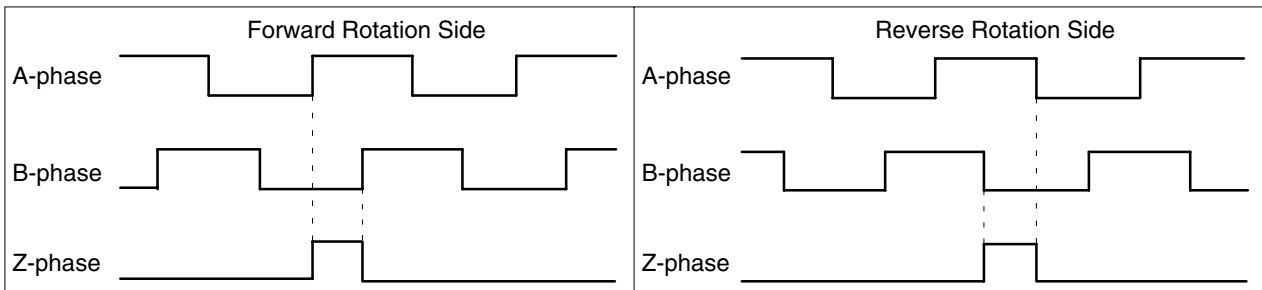 Forward Rotation Side
A-phase
B-phase
Z-phase
Reverse Rotation Side
A-phase
B-phase
Z-phase